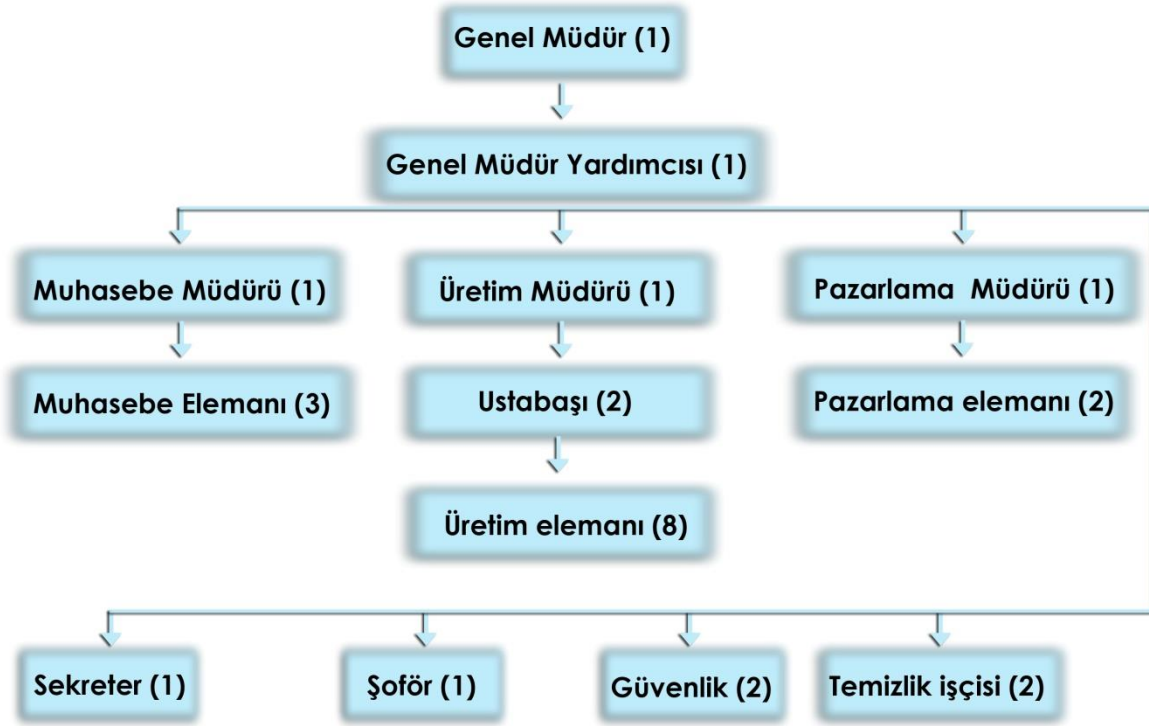 Genel Müdür (1)
Genel Müdür Yardımcısı (1)
Muhasebe Müdürü (1)
Üretim Müdürü (1)
Pazarlama Müdürü (1)
Muhasebe Elemanı (3)
Ustabaşı (2)
Pazarlama elemanı (2)
Üretim elemanı (8)
Sekreter (1)
Şoför (1)
Güvenlik (2)
Temizlik işçisi (2)